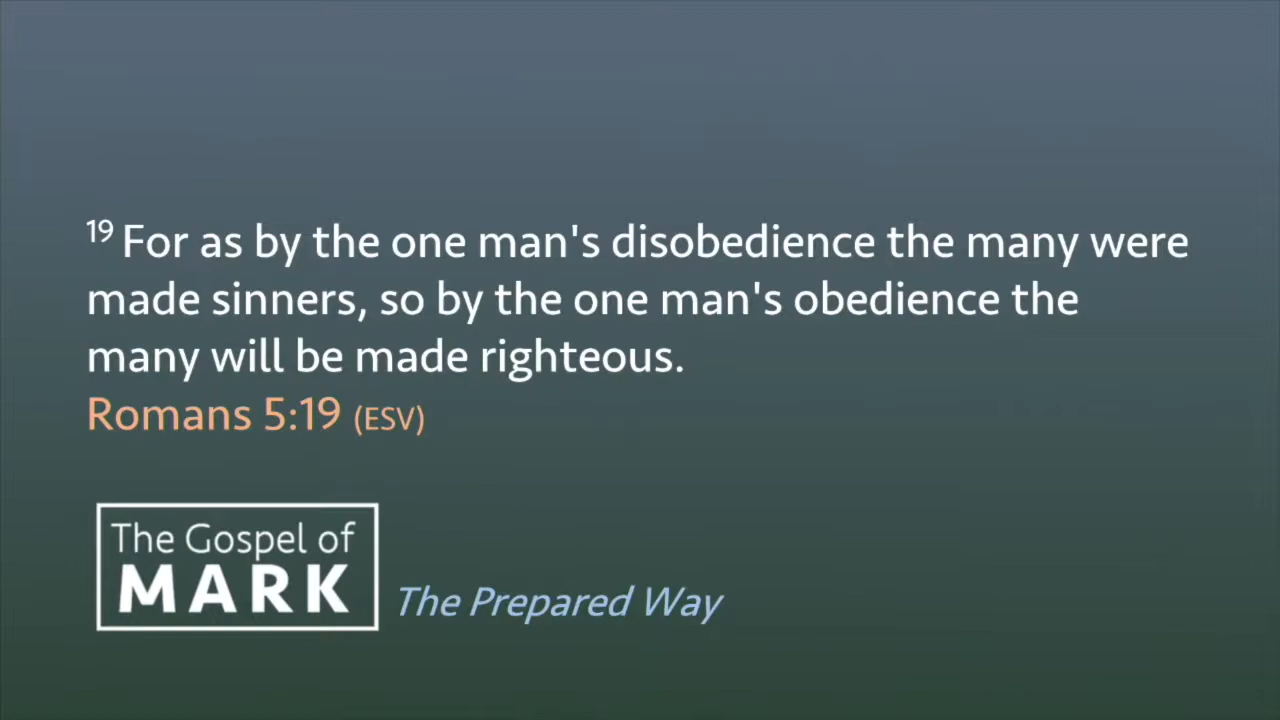 19 For as by the one man's disobedience the many were
made sinners, so by the one man's obedience the
many will be made righteous.
Romans 5:19 (ESV)
The Gospel of
MARK
The Prepared Way